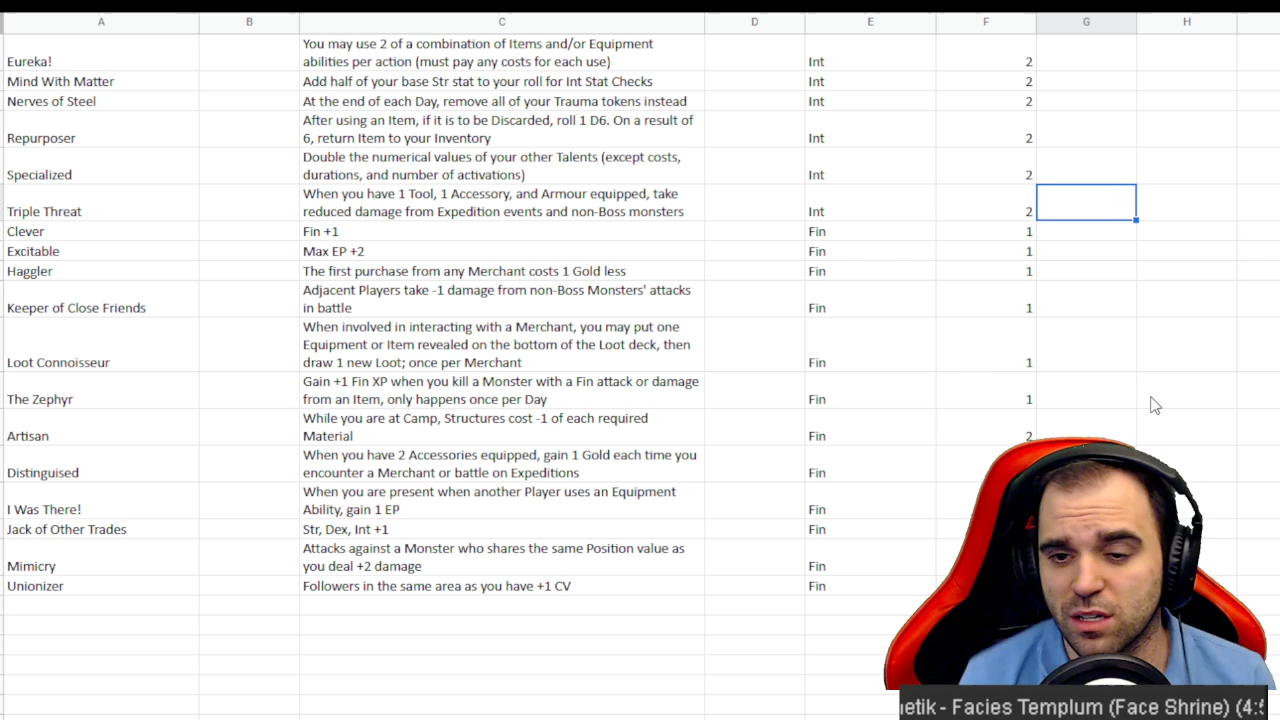 A B C D E F G H
You may use 2 of a combination of Items and/or Equipment
Eureka! abilities per action (must pay any costs for each use) Int 2
Mind With Matter Add half of your base Str stat to your roll for Int Stat Checks Int 2
Nerves of Steel At the end of each Day, remove all of your Trauma tokens instead Int 2
After using an Item, if it is to be Discarded, roll 1 D6. On a result of
Repurposer 6, return Item to your Inventory Int 2
Double the numerical values of your other Talents (except costs,
Specialized durations, and number of activations) Int 2
When you have 1 Tool, 1 Accessory, and Armour equipped, take
Triple Threat reduced damage from Expedition events and non-Boss monsters Int 2
Clever Fin +1 Fin 1
Excitable Max EP +2 Fin 1
Haggler The first purchase from any Merchant costs 1 Gold less Fin 1
Adjacent Players take -1 damage from non-Boss Monsters' attacks
Keeper of Close Friends in battle Fin 1
When involved in interacting with a Merchant, you may put one
Equipment or Item revealed on the bottom of the Loot deck, then
Loot Connoisseur draw 1 new Loot; once per Merchant Fin 1
Gain +1 Fin XP when you kill a Monster with a Fin attack or damage
The Zephyr from an Item, only happens once per Day Fin 1
While you are at Camp, Structures cost -1 of each required
Artisan Material Fin 2
When you have 2 Accessories equipped, gain 1 Gold each time you
Distinguised encounter a Merchant or battle on Expeditions Fin
When you are present when another Player uses an Equipment
I Was There! Ability, gain 1 EP Fin
Jack of Other Trades Str, Dex, Int +1 Fin
Attacks against a Monster who shares the same Position value as
Mimicry you deal +2 damage Fin
Unionizer Followers in the same area as you have +1 CV Fin
- Facies Templum (Face Shrine)